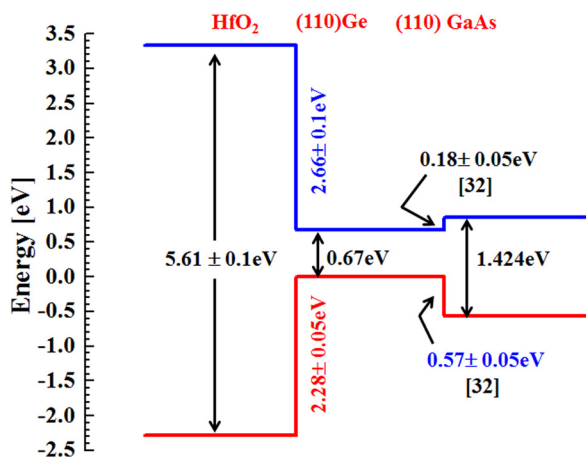 HfO₂ (110)Ge (110) GaAs
Energy [eV]
3.5
3.0
2.5
2.0
1.5
1.0
0.5
0.0
-0.5
-1.0
-1.5
-2.0
-2.5
5.61 ± 0.1eV
2.66± 0.1eV
0.67eV
2.28± 0.05eV
0.18± 0.05eV
[32]
1.424eV
0.57± 0.05eV
[32]